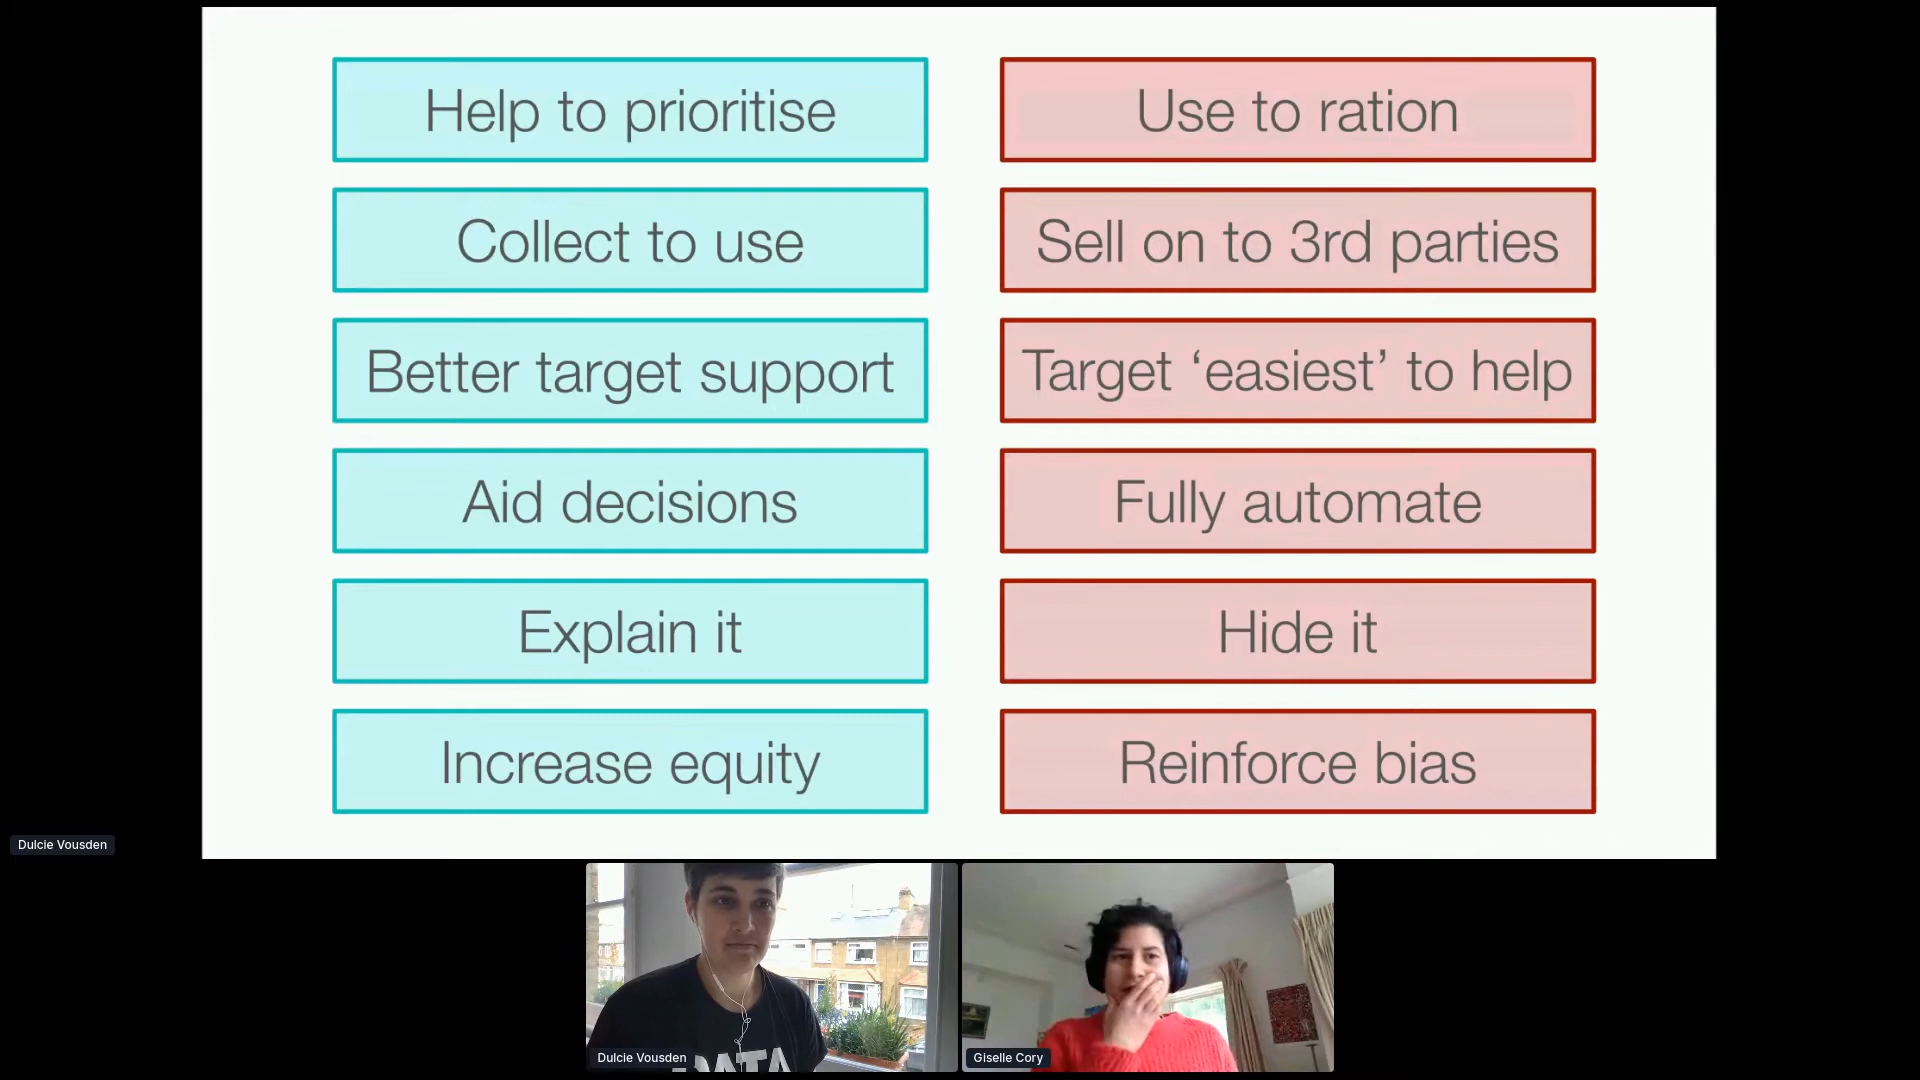 Help to prioritise
Use to ration
Collect to use
Sell on to 3rd parties
Better target support
Target ‘easiest’ to help
Aid decisions
Fully automate
Explain it
Hide it
Increase equity
Reinforce bias
Dulcie Vousden
Dulcie Vousden
DATA
Giselle Cory